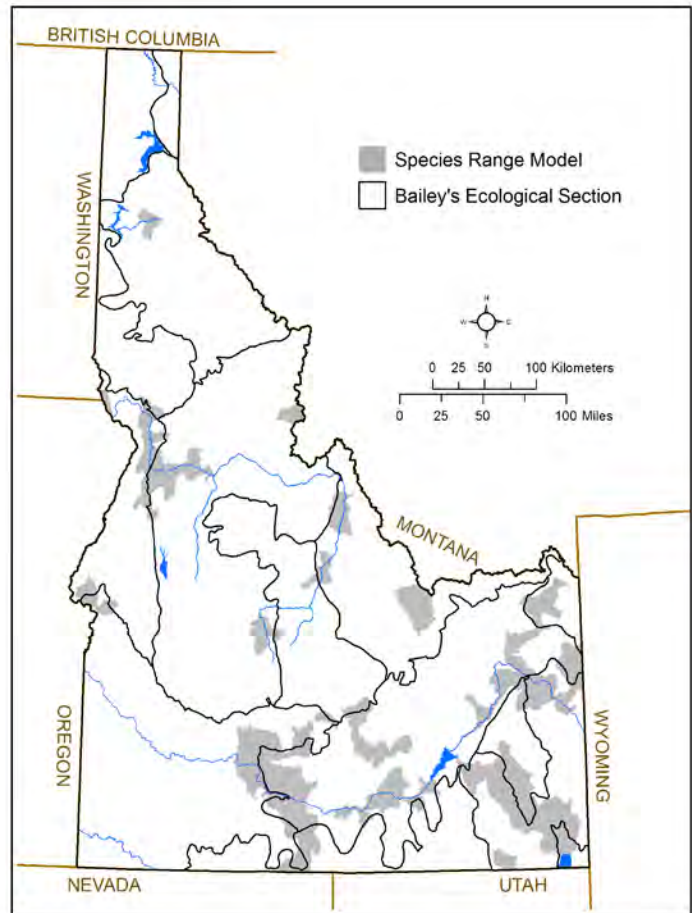 BRITISH COLUMBIA
WASHINGTON
Species Range Model
Bailey's Ecological Section
N
W E
S
0 25 50 100 Kilometers
0 25 50 100 Miles
MONTANA
OREGON
WYOMING
NEVADA
UTAH